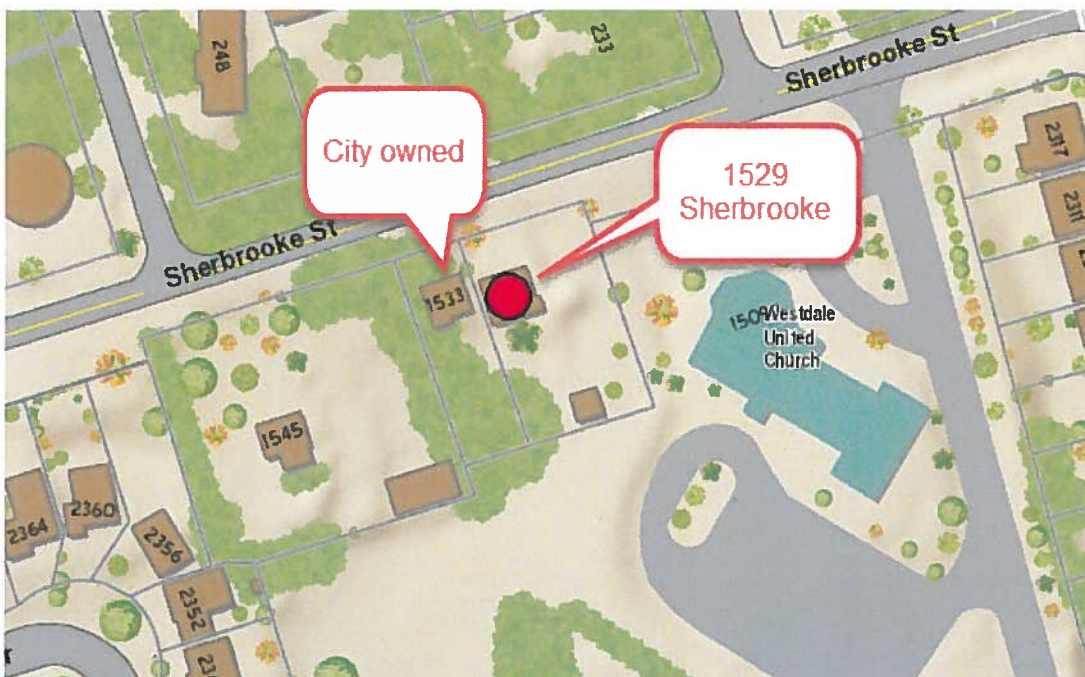 248
233
Sherbrooke St
City owned
1529
Sherbrooke
2317
2311
Sherbrooke St
1533
Westdale
United
Church
1545
2364
2360
2356
2352